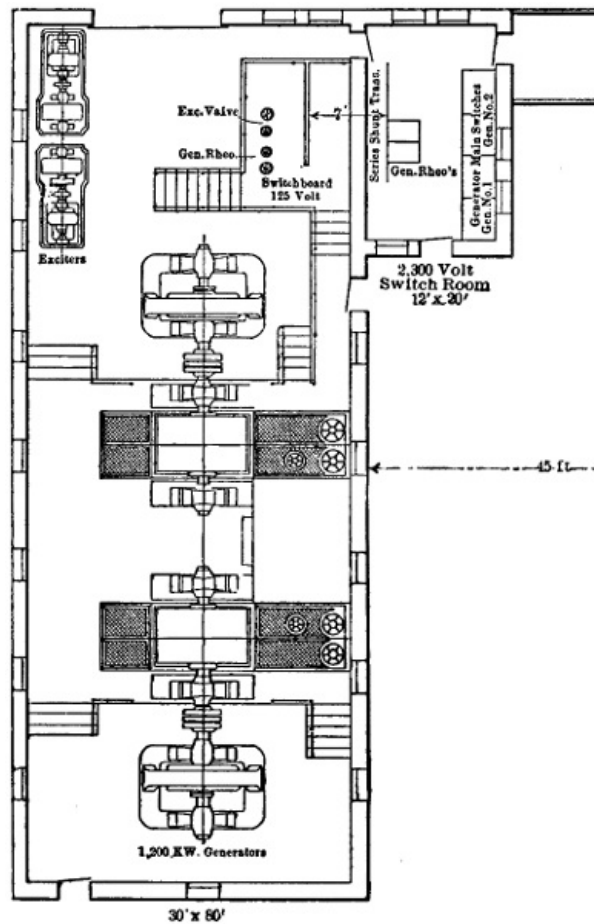 Exc. Valve
Gen. Rheo.
Switchboard
125 Volt
7'
Series Shunt Trans.
Gen. Rheo's
Generator Main Switches
Gen. No. 1 Gen. No. 2
Exciters
2,300 Volt
Switch Room
12' x 20'
45 ft
1,200 KW. Generators
30' x 80'